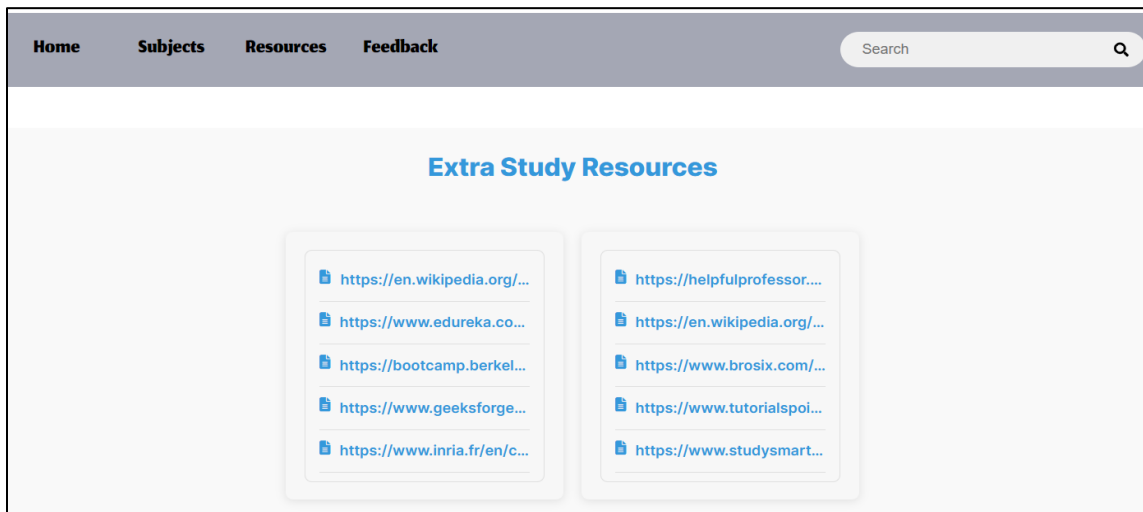 Home Subjects Resources Feedback Search
Extra Study Resources
https://en.wikipedia.org/...
https://www.edureka.co...
https://bootcamp.berkel...
https://www.geeksforge...
https://www.inria.fr/en/c...
https://helpfulprofessor....
https://en.wikipedia.org/...
https://www.brosix.com/...
https://www.tutorialspoi...
https://www.studysmart...